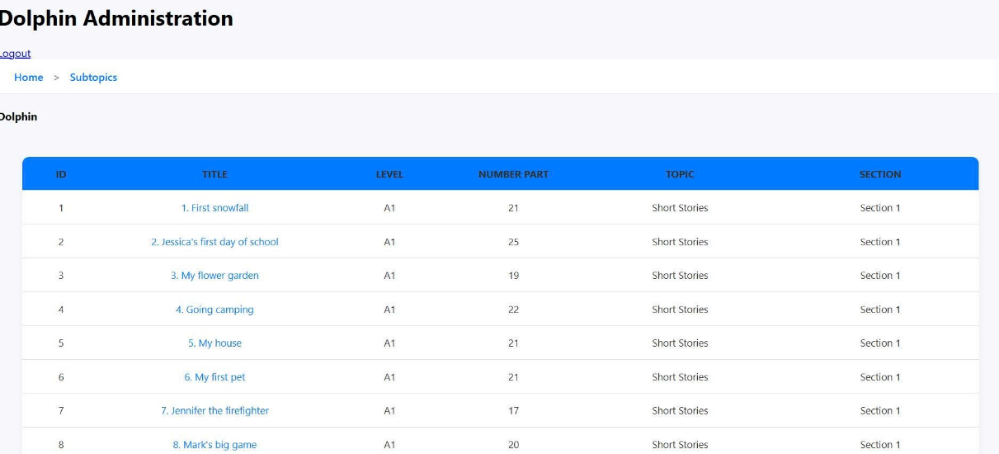 Dolphin Administration
Logout
Home > Subtopics
Dolphin
ID TITLE LEVEL NUMBER PART TOPIC SECTION
1 1. First snowfall A1 21 Short Stories Section 1
2 2. Jessica's first day of school A1 25 Short Stories Section 1
3 3. My flower garden A1 19 Short Stories Section 1
4 4. Going camping A1 22 Short Stories Section 1
5 5. My house A1 21 Short Stories Section 1
6 6. My first pet A1 21 Short Stories Section 1
7 7. Jennifer the firefighter A1 17 Short Stories Section 1
8 8. Mark's big game A1 20 Short Stories Section 1